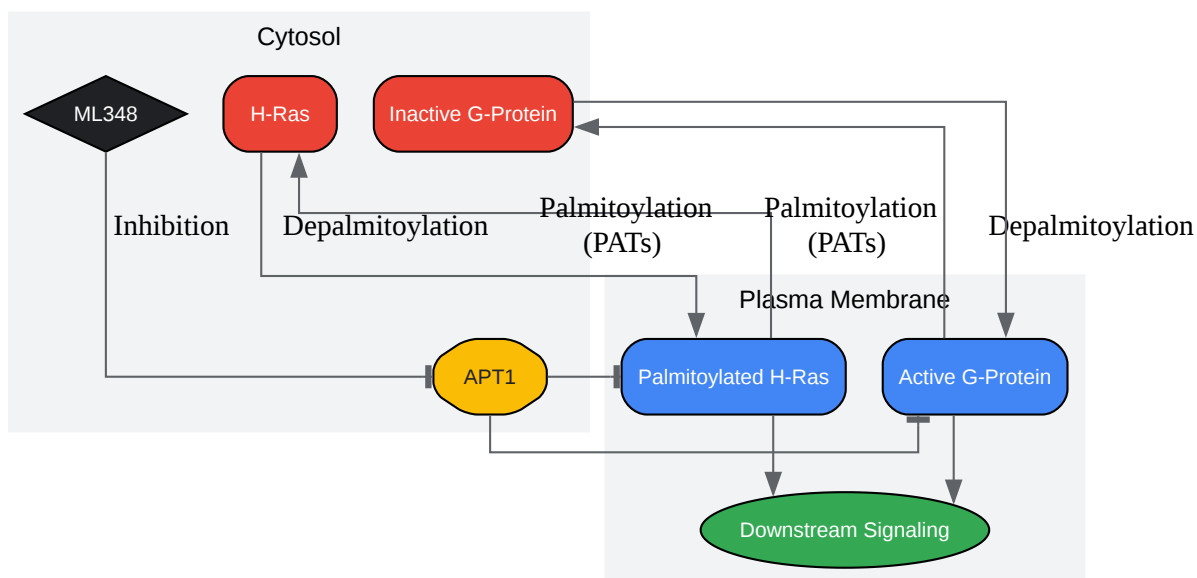 Cytosol
ML348
H-Ras
Inactive G-Protein
Inhibition
Depalmitoylation
Palmitoylation
(PATs)
Palmitoylation
(PATs)
Depalmitoylation
Plasma Membrane
APT1
Palmitoylated H-Ras
Active G-Protein
Downstream Signaling